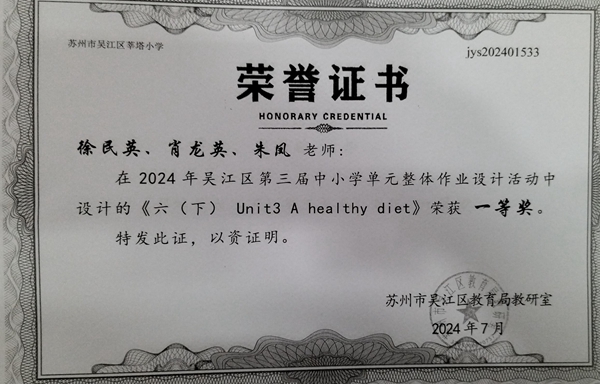 苏州市吴江区莘塔小学
jys202401533
荣誉证书
HONORARY CREDENTIAL
徐民英、肖龙英、朱凤 老师：
在 2024 年吴江区第三届中小学单元整体作业设计活动中
设计的《六（下） Unit3 A healthy diet》荣获 一等奖。
特发此证，以资证明。
苏州市吴江区教育局教研室
2024 年 7 月